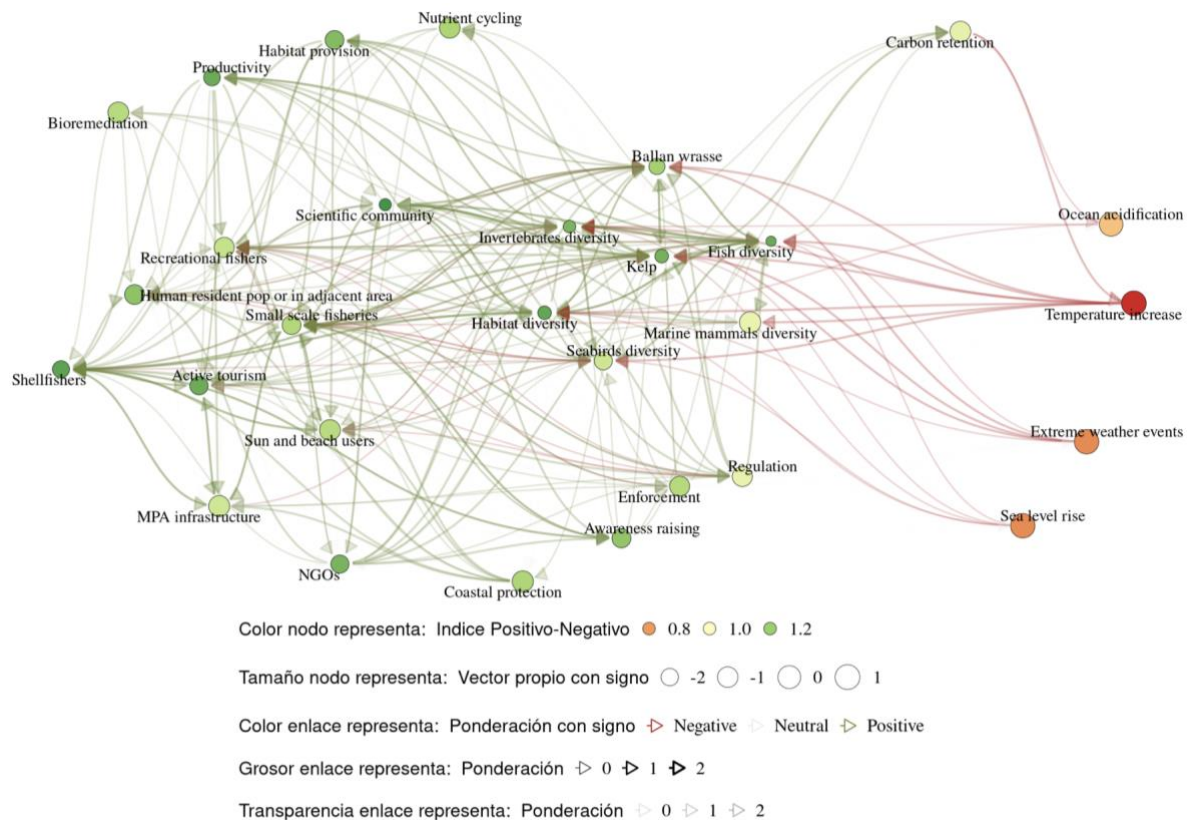 Nutrient cycling
Carbon retention
Habitat provision
Productivity
Bioremediation
Ballan wrasse
Scientific community
Ocean acidification
Invertebrates diversity
Recreational fishers
Fish diversity
Kelp
Human resident pop or in adjacent area
Small scale fisheries
Temperature increase
Habitat diversity
Marine mammals diversity
Seabirds diversity
Shellfishers
Active tourism
Sun and beach users
Extreme weather events
Regulation
Enforcement
MPA infrastructure
Sea level rise
Awareness raising
NGOs
Coastal protection
Color nodo representa: Indice Positivo-Negativo 0.8 1.0 1.2
Tamaño nodo representa: Vector propio con signo -2 -1 0 1
Color enlace representa: Ponderación con signo Negative Neutral Positive
Grosor enlace representa: Ponderación 0 1 2
Transparencia enlace representa: Ponderación 0 1 2